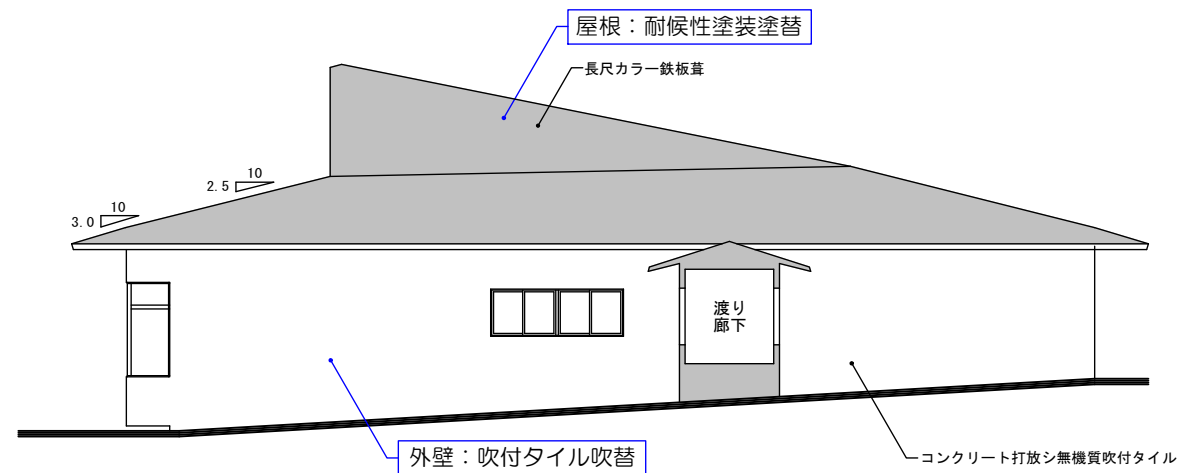 屋根：耐候性塗装塗替
長尺カラー鉄板葺
10
2.5
10
3.0
渡り
廊下
外壁：吹付タイル吹替
コンクリート打放シ無機質吹付タイル